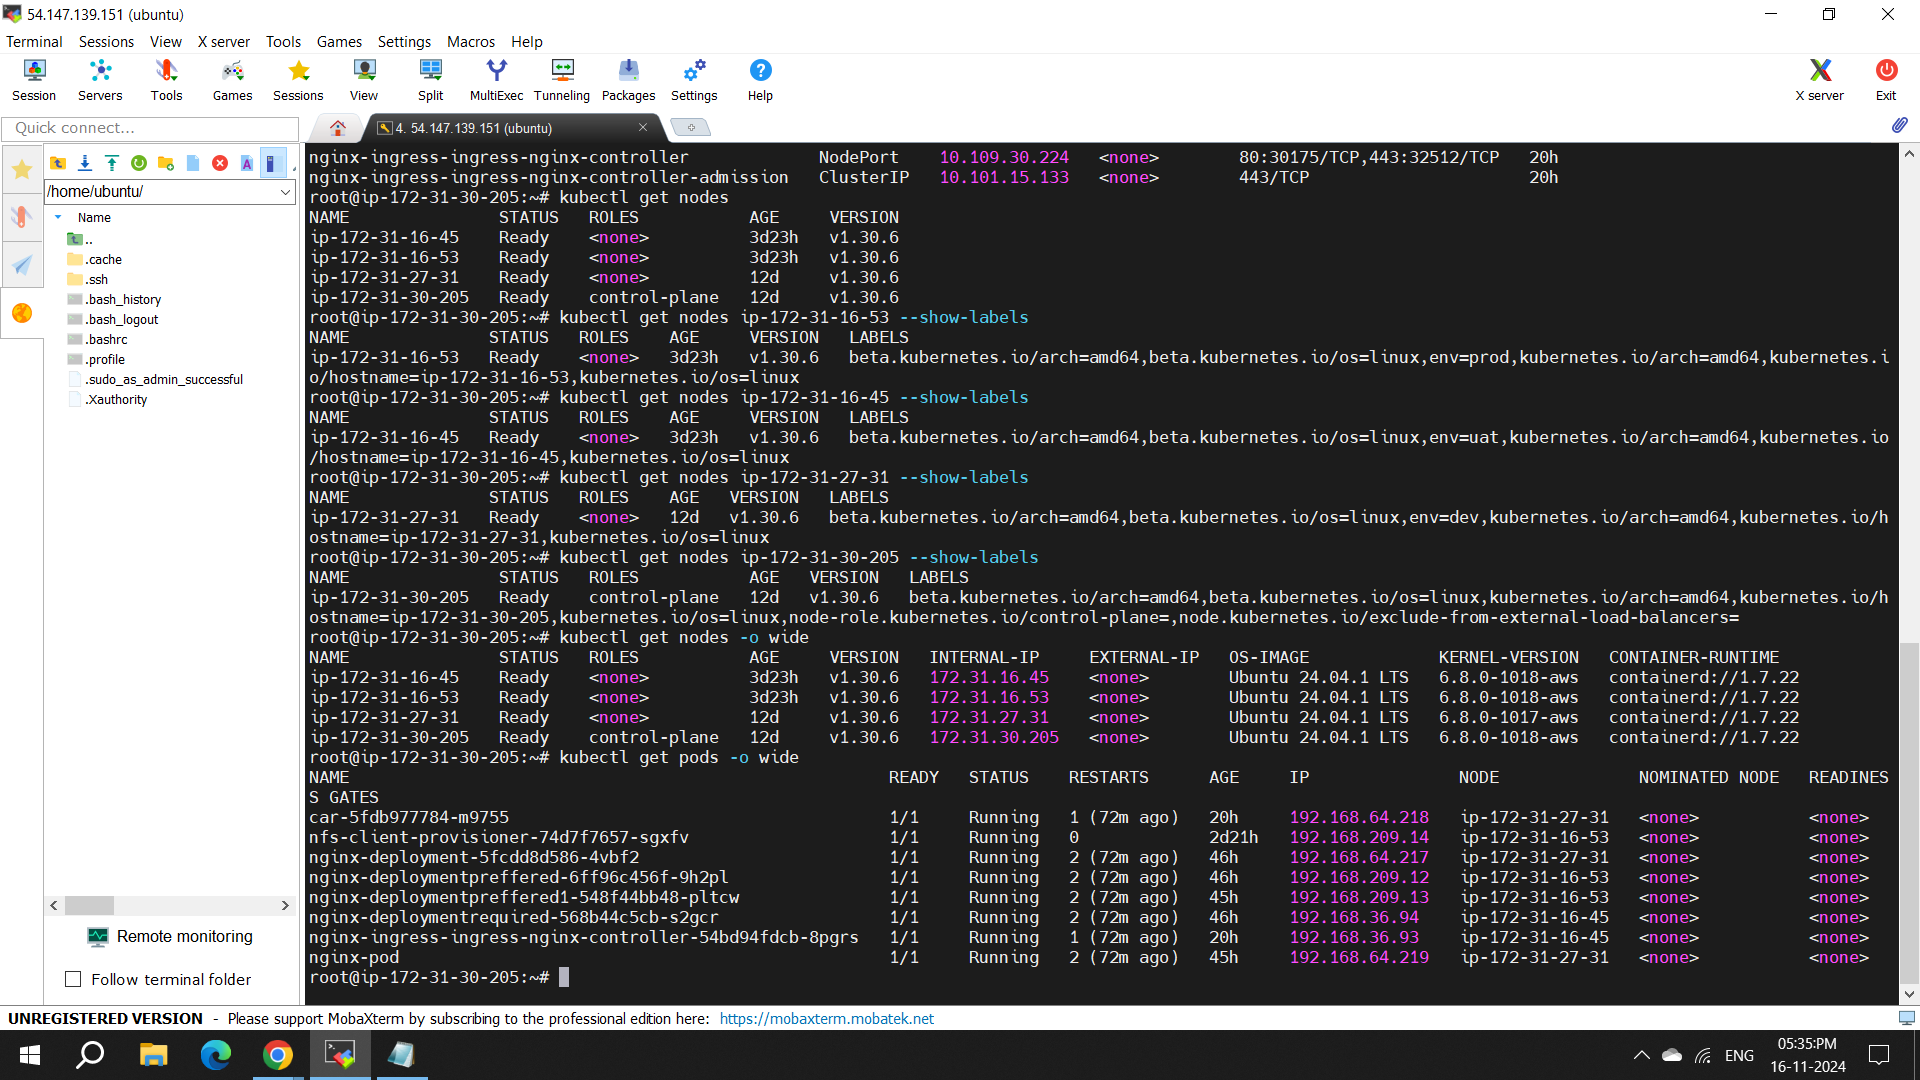 54.147.139.151 (ubuntu)
Terminal Sessions View X server Tools Games Settings Macros Help
Session Servers Tools Games Sessions View Split MultiExec Tunneling Packages Settings Help X server Exit
Quick connect...
4. 54.147.139.151 (ubuntu)
/home/ubuntu/
Name
..
.cache
.ssh
.bash_history
.bash_logout
.bashrc
.profile
.sudo_as_admin_successful
.Xauthority
Remote monitoring
Follow terminal folder
nginx-ingress-ingress-nginx-controller NodePort 10.109.30.224 <none> 80:30175/TCP,443:32512/TCP 20h
nginx-ingress-ingress-nginx-controller-admission ClusterIP 10.101.15.133 <none> 443/TCP 20h
root@ip-172-31-30-205:~# kubectl get nodes
NAME STATUS ROLES AGE VERSION
ip-172-31-16-45 Ready <none> 3d23h v1.30.6
ip-172-31-16-53 Ready <none> 3d23h v1.30.6
ip-172-31-27-31 Ready <none> 12d v1.30.6
ip-172-31-30-205 Ready control-plane 12d v1.30.6
root@ip-172-31-30-205:~# kubectl get nodes ip-172-31-16-53 --show-labels
NAME STATUS ROLES AGE VERSION LABELS
ip-172-31-16-53 Ready <none> 3d23h v1.30.6 beta.kubernetes.io/arch=amd64,beta.kubernetes.io/os=linux,env=prod,kubernetes.io/arch=amd64,kubernetes.i
o/hostname=ip-172-31-16-53,kubernetes.io/os=linux
root@ip-172-31-30-205:~# kubectl get nodes ip-172-31-16-45 --show-labels
NAME STATUS ROLES AGE VERSION LABELS
ip-172-31-16-45 Ready <none> 3d23h v1.30.6 beta.kubernetes.io/arch=amd64,beta.kubernetes.io/os=linux,env=uat,kubernetes.io/arch=amd64,kubernetes.io
/hostname=ip-172-31-16-45,kubernetes.io/os=linux
root@ip-172-31-30-205:~# kubectl get nodes ip-172-31-27-31 --show-labels
NAME STATUS ROLES AGE VERSION LABELS
ip-172-31-27-31 Ready <none> 12d v1.30.6 beta.kubernetes.io/arch=amd64,beta.kubernetes.io/os=linux,env=dev,kubernetes.io/arch=amd64,kubernetes.io/h
ostname=ip-172-31-27-31,kubernetes.io/os=linux
root@ip-172-31-30-205:~# kubectl get nodes ip-172-31-30-205 --show-labels
NAME STATUS ROLES AGE VERSION LABELS
ip-172-31-30-205 Ready control-plane 12d v1.30.6 beta.kubernetes.io/arch=amd64,beta.kubernetes.io/os=linux,kubernetes.io/arch=amd64,kubernetes.io/h
ostname=ip-172-31-30-205,kubernetes.io/os=linux,node-role.kubernetes.io/control-plane=,node.kubernetes.io/exclude-from-external-load-balancers=
root@ip-172-31-30-205:~# kubectl get nodes -o wide
NAME STATUS ROLES AGE VERSION INTERNAL-IP EXTERNAL-IP OS-IMAGE KERNEL-VERSION CONTAINER-RUNTIME
ip-172-31-16-45 Ready <none> 3d23h v1.30.6 172.31.16.45 <none> Ubuntu 24.04.1 LTS 6.8.0-1018-aws containerd://1.7.22
ip-172-31-16-53 Ready <none> 3d23h v1.30.6 172.31.16.53 <none> Ubuntu 24.04.1 LTS 6.8.0-1018-aws containerd://1.7.22
ip-172-31-27-31 Ready <none> 12d v1.30.6 172.31.27.31 <none> Ubuntu 24.04.1 LTS 6.8.0-1017-aws containerd://1.7.22
ip-172-31-30-205 Ready control-plane 12d v1.30.6 172.31.30.205 <none> Ubuntu 24.04.1 LTS 6.8.0-1018-aws containerd://1.7.22
root@ip-172-31-30-205:~# kubectl get pods -o wide
NAME READY STATUS RESTARTS AGE IP NODE NOMINATED NODE READINES
S GATES
car-5fdb977784-m9755 1/1 Running 1 (72m ago) 20h 192.168.64.218 ip-172-31-27-31 <none> <none>
nfs-client-provisioner-74d7f7657-sgxfv 1/1 Running 0 2d21h 192.168.209.14 ip-172-31-16-53 <none> <none>
nginx-deployment-5fcdd8d586-4vbf2 1/1 Running 2 (72m ago) 46h 192.168.64.217 ip-172-31-27-31 <none> <none>
nginx-deploymentpreffered-6ff96c456f-9h2pl 1/1 Running 2 (72m ago) 46h 192.168.209.12 ip-172-31-16-53 <none> <none>
nginx-deploymentpreffered1-548f44bb48-pltcw 1/1 Running 2 (72m ago) 45h 192.168.209.13 ip-172-31-16-53 <none> <none>
nginx-deploymentrequired-568b44c5cb-s2gcr 1/1 Running 2 (72m ago) 46h 192.168.36.94 ip-172-31-16-45 <none> <none>
nginx-ingress-ingress-nginx-controller-54bd94fdcb-8pgrs 1/1 Running 1 (72m ago) 20h 192.168.36.93 ip-172-31-16-45 <none> <none>
nginx-pod 1/1 Running 2 (72m ago) 45h 192.168.64.219 ip-172-31-27-31 <none> <none>
root@ip-172-31-30-205:~#
UNREGISTERED VERSION - Please support MobaXterm by subscribing to the professional edition here: https://mobaxterm.mobatek.net
ENG
05:35:PM
16-11-2024